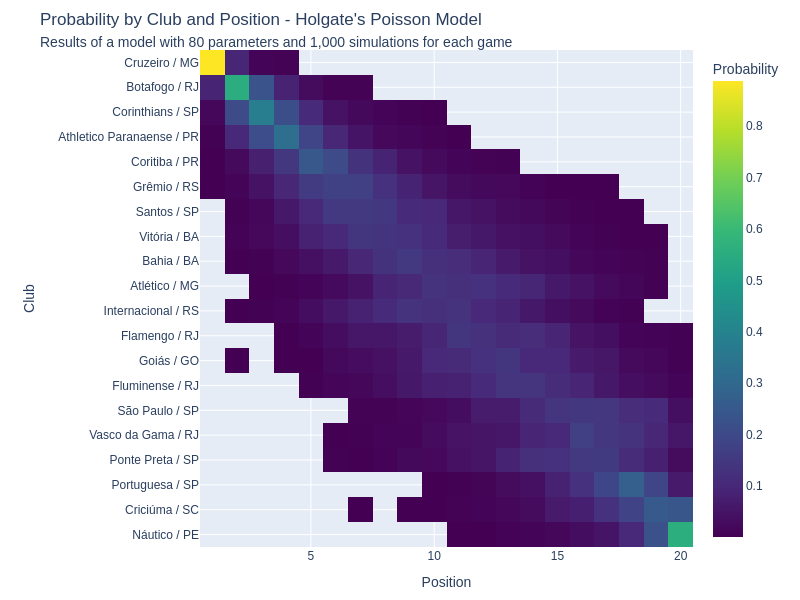 Probability by Club and Position - Holgate's Poisson Model
Results of a model with 80 parameters and 1,000 simulations for each game
Probability
Cruzeiro / MG
Botafogo / RJ
Corinthians / SP
Athletico Paranaense / PR
Coritiba / PR
Grêmio / RS
Santos / SP
Vitória / BA
Bahia / BA
Atlético / MG
Internacional / RS
Flamengo / RJ
Goiás / GO
Fluminense / RJ
São Paulo / SP
Vasco da Gama / RJ
Ponte Preta / SP
Portuguesa / SP
Criciúma / SC
Náutico / PE
Club
5
10
15
20
Position
0.8
0.7
0.6
0.5
0.4
0.3
0.2
0.1